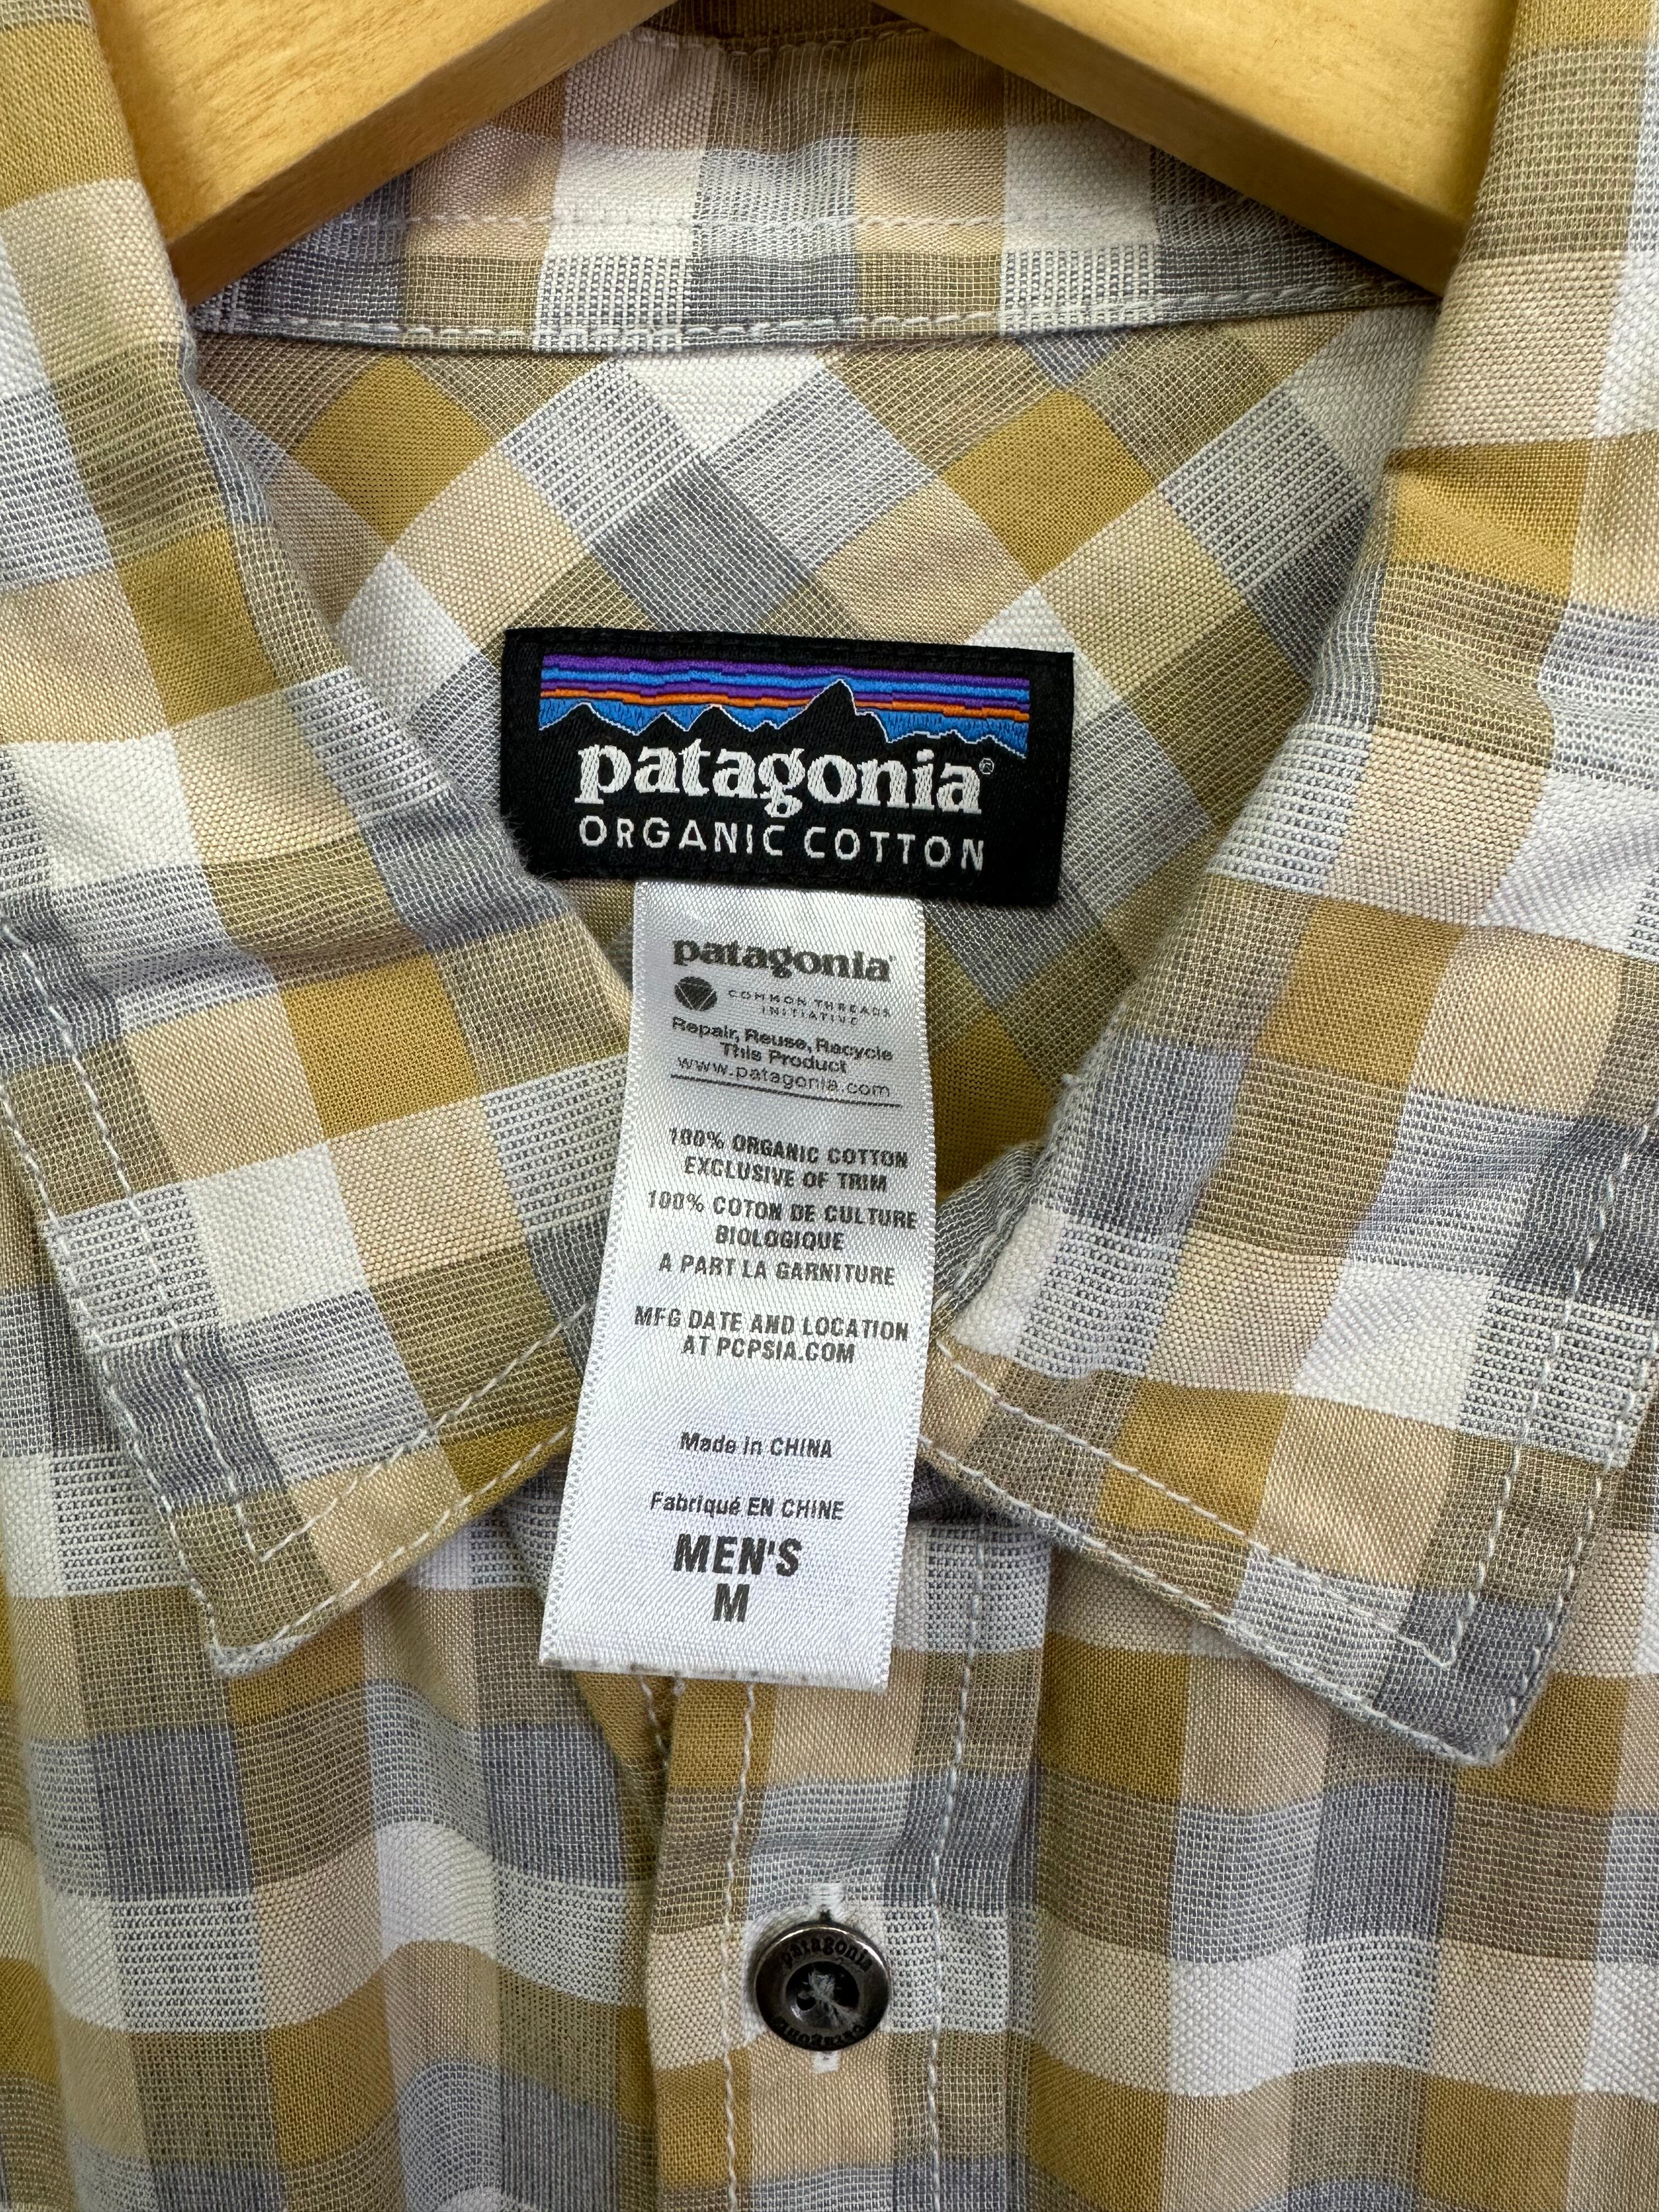 patagonia®
ORGANIC COTTON
patagonia®
COMMON THREADS
INITIATIVE
Repair, Reuse, Recycle
This Product
www.patagonia.com
100% ORGANIC COTTON
EXCLUSIVE OF TRIM
100% COTON DE CULTURE
BIOLOGIQUE
A PART LA GARNITURE
MFG DATE AND LOCATION
AT PCPSIA.COM
Made in CHINA
Fabriqué EN CHINE
MEN'S
M
patagonia
patagonia